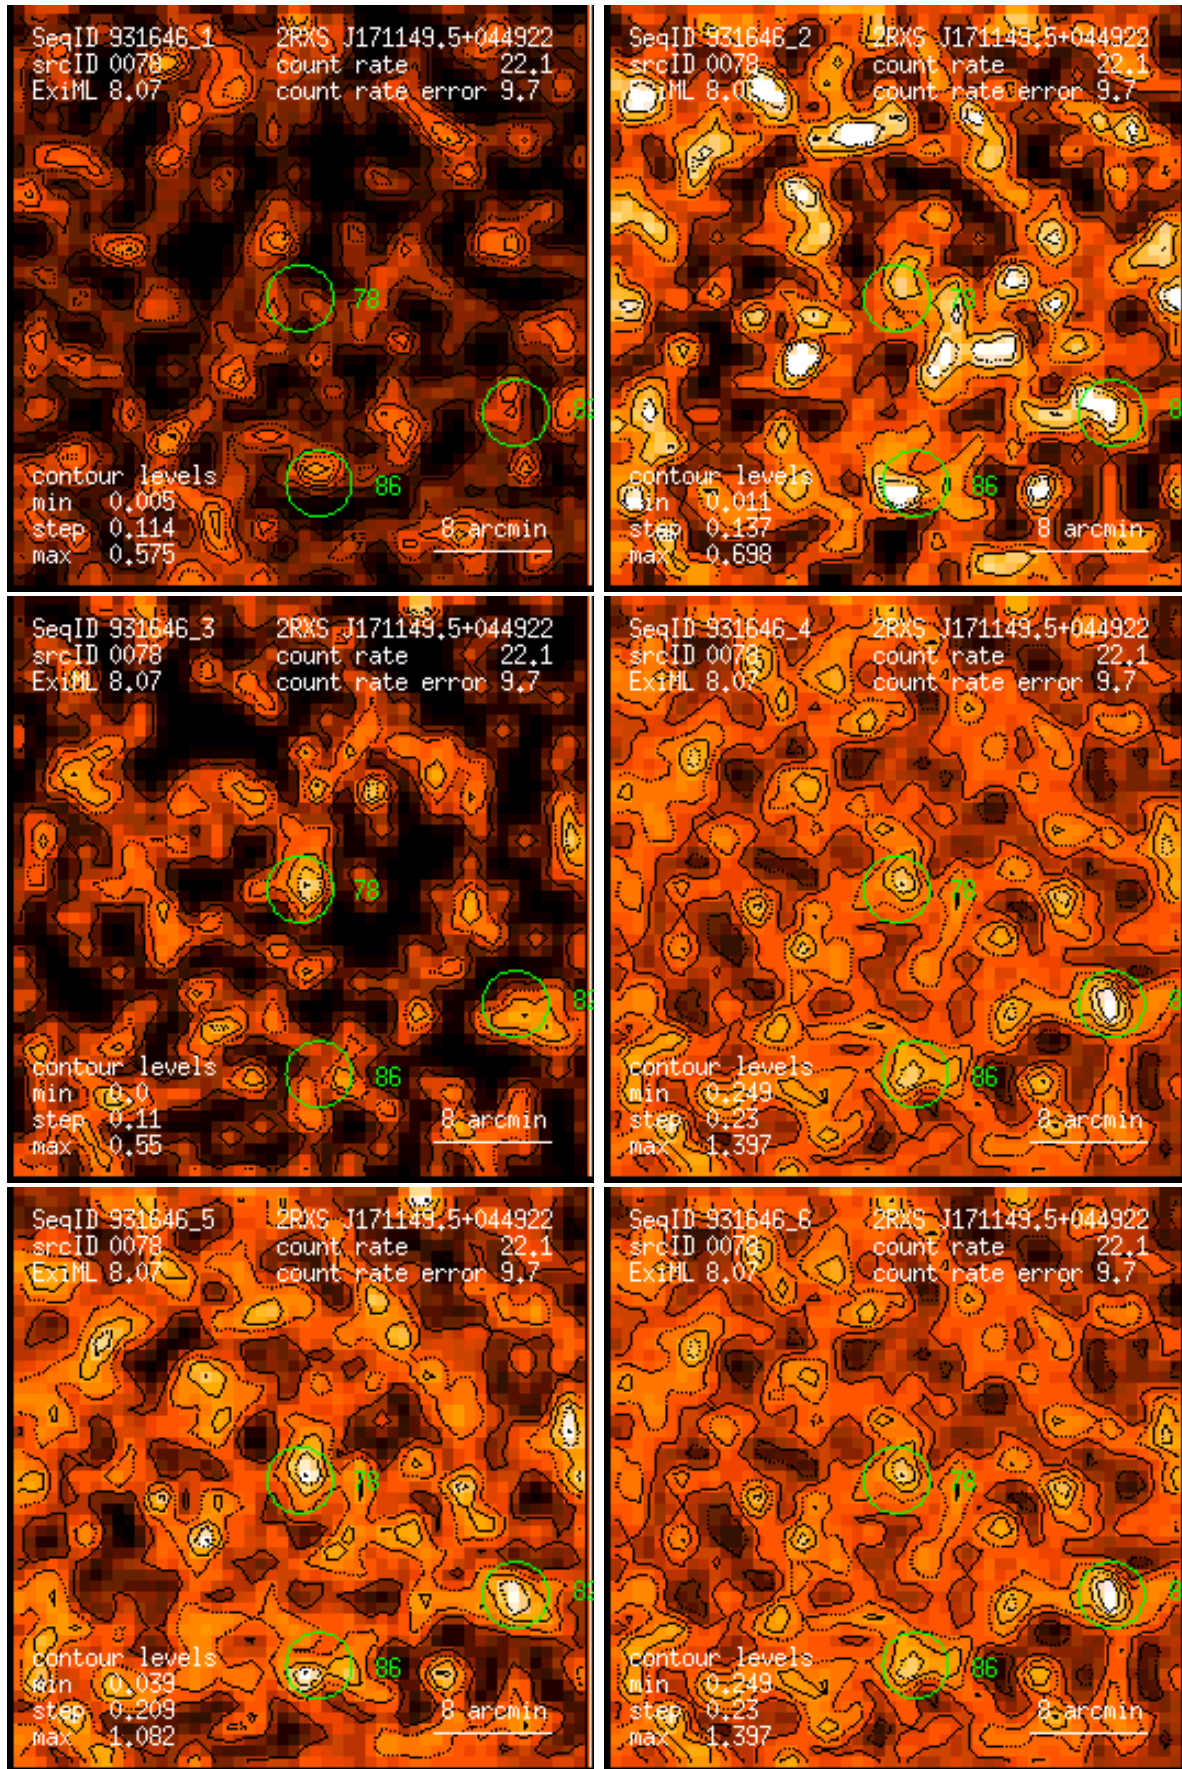 SeqID 931646_1 2RXS J171149.5+044922
srcID 0078 count rate 22.1
ExiML 8.07 count rate error 9.7
78
86
contour levels
min 0.005
step 0.114
max 0.575
8 arcmin
SeqID 931646_2 2RXS J171149.5+044922
srcID 0078 count rate 22.1
ExiML 8.07 count rate error 9.7
78
86
contour levels
min 0.011
step 0.137
max 0.698
8 arcmin
SeqID 931646_3 2RXS J171149.5+044922
srcID 0078 count rate 22.1
ExiML 8.07 count rate error 9.7
78
86
contour levels
min 0.0
step 0.11
max 0.55
8 arcmin
SeqID 931646_4 2RXS J171149.5+044922
srcID 0078 count rate 22.1
ExiML 8.07 count rate error 9.7
78
86
contour levels
min 0.249
step 0.23
max 1.397
8 arcmin
SeqID 931646_5 2RXS J171149.5+044922
srcID 0078 count rate 22.1
ExiML 8.07 count rate error 9.7
78
86
contour levels
min 0.039
step 0.209
max 1.082
8 arcmin
SeqID 931646_6 2RXS J171149.5+044922
srcID 0078 count rate 22.1
ExiML 8.07 count rate error 9.7
78
86
contour levels
min 0.249
step 0.23
max 1.397
8 arcmin